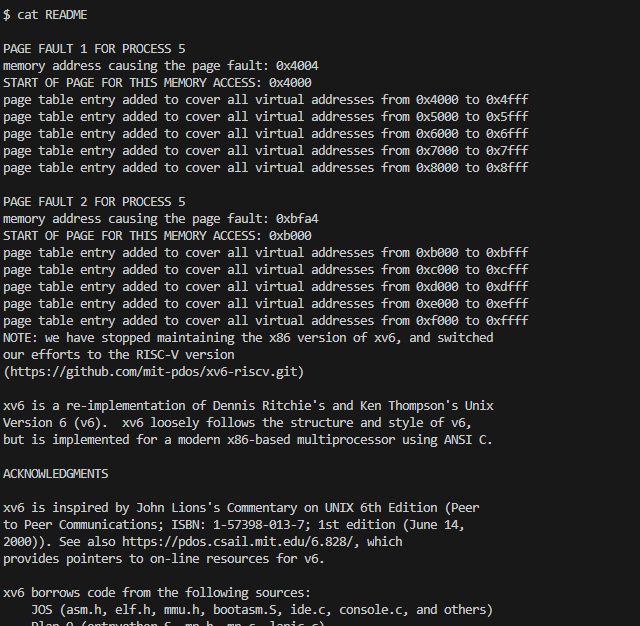 $ cat README
PAGE FAULT 1 FOR PROCESS 5
memory address causing the page fault: 0x4004
START OF PAGE FOR THIS MEMORY ACCESS: 0x4000
page table entry added to cover all virtual addresses from 0x4000 to 0x4fff
page table entry added to cover all virtual addresses from 0x5000 to 0x5fff
page table entry added to cover all virtual addresses from 0x6000 to 0x6fff
page table entry added to cover all virtual addresses from 0x7000 to 0x7fff
page table entry added to cover all virtual addresses from 0x8000 to 0x8fff
PAGE FAULT 2 FOR PROCESS 5
memory address causing the page fault: 0xbfa4
START OF PAGE FOR THIS MEMORY ACCESS: 0xb000
page table entry added to cover all virtual addresses from 0xb000 to 0xbfff
page table entry added to cover all virtual addresses from 0xc000 to 0xcfff
page table entry added to cover all virtual addresses from 0xd000 to 0xdfff
page table entry added to cover all virtual addresses from 0xe000 to 0xefff
page table entry added to cover all virtual addresses from 0xf000 to 0xffff
NOTE: we have stopped maintaining the x86 version of xv6, and switched
our efforts to the RISC-V version
(https://github.com/mit-pdos/xv6-riscv.git)
xv6 is a re-implementation of Dennis Ritchie's and Ken Thompson's Unix
Version 6 (v6).  xv6 loosely follows the structure and style of v6,
but is implemented for a modern x86-based multiprocessor using ANSI C.
ACKNOWLEDGMENTS
xv6 is inspired by John Lions's Commentary on UNIX 6th Edition (Peer
to Peer Communications; ISBN: 1-57398-013-7; 1st edition (June 14,
2000)). See also https://pdos.csail.mit.edu/6.828/, which
provides pointers to on-line resources for v6.
xv6 borrows code from the following sources:
JOS (asm.h, elf.h, mmu.h, bootasm.S, ide.c, console.c, and others)